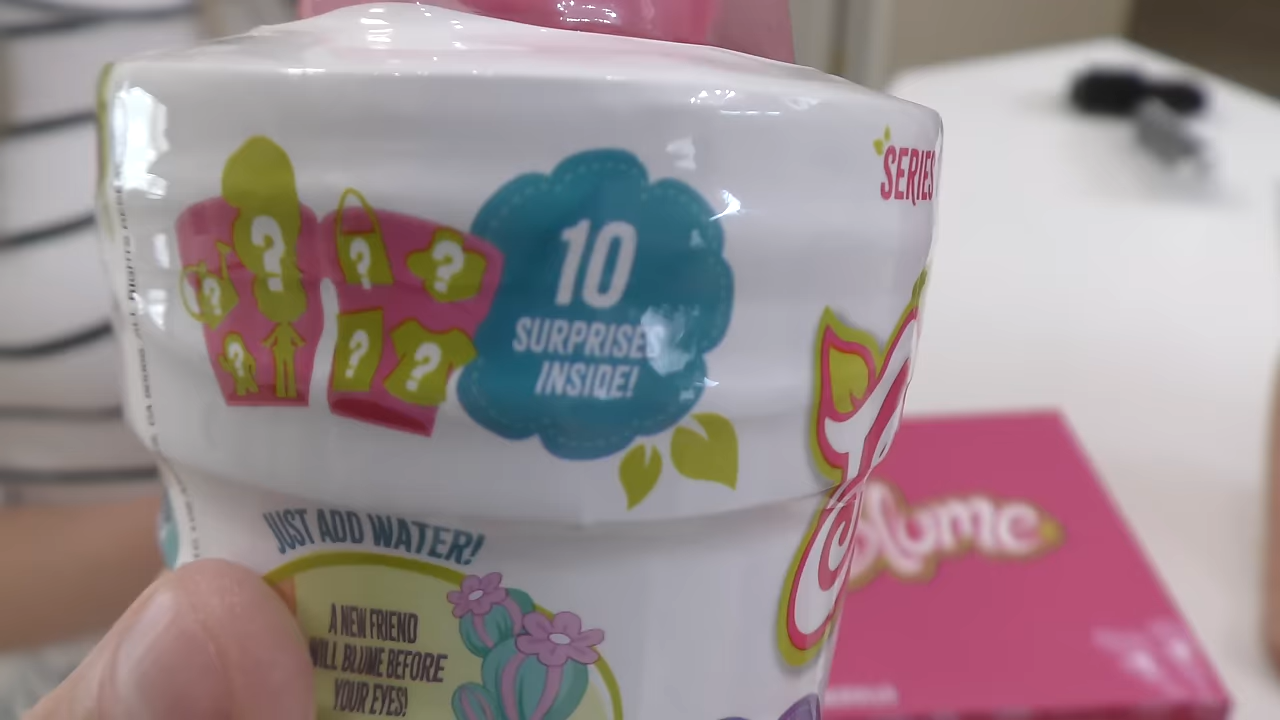 10
SURPRISES
INSIDE!
SERIES
JUST ADD WATER!
A NEW FRIEND
WILL BLUME BEFORE
YOUR EYES!
Blume